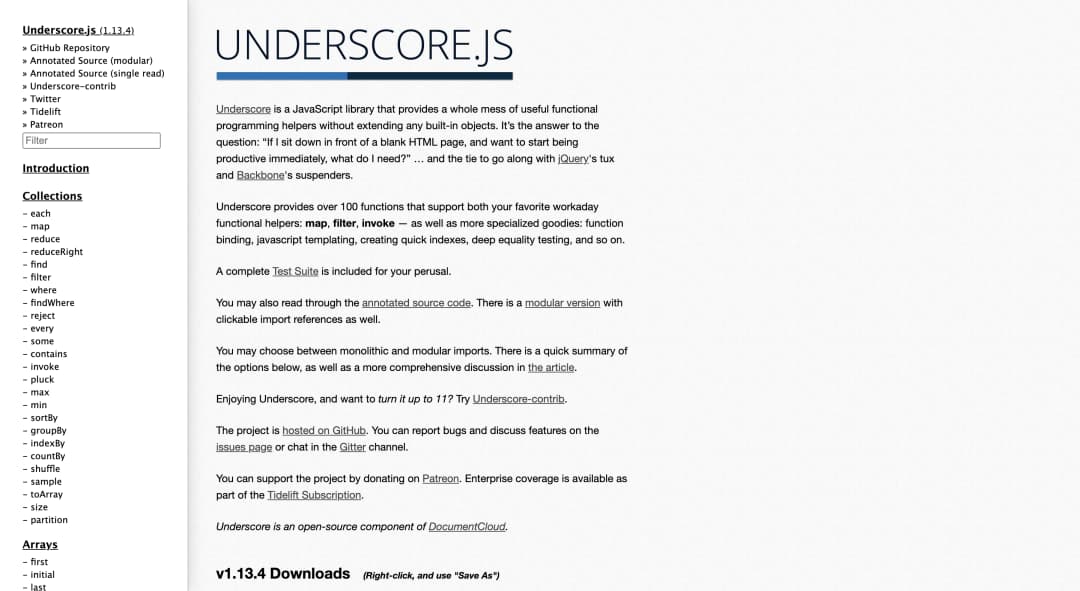 Underscore.js (1.13.4)
» GitHub Repository
» Annotated Source (modular)
» Annotated Source (single read)
» Underscore-contrib
» Twitter
» Tidelift
» Patreon
Filter
Introduction
Collections
- each
- map
- reduce
- reduceRight
- find
- filter
- where
- findWhere
- reject
- every
- some
- contains
- invoke
- pluck
- max
- min
- sortBy
- groupBy
- indexBy
- countBy
- shuffle
- sample
- toArray
- size
- partition
Arrays
- first
- initial
- last
UNDERSCORE.JS
Underscore is a JavaScript library that provides a whole mess of useful functional
programming helpers without extending any built-in objects. It’s the answer to the
question: “If I sit down in front of a blank HTML page, and want to start being
productive immediately, what do I need?” … and the tie to go along with jQuery's tux
and Backbone's suspenders.
Underscore provides over 100 functions that support both your favorite workaday
functional helpers: map, filter, invoke — as well as more specialized goodies: function
binding, javascript templating, creating quick indexes, deep equality testing, and so on.
A complete Test Suite is included for your perusal.
You may also read through the annotated source code. There is a modular version with
clickable import references as well.
You may choose between monolithic and modular imports. There is a quick summary of
the options below, as well as a more comprehensive discussion in the article.
Enjoying Underscore, and want to turn it up to 11? Try Underscore-contrib.
The project is hosted on GitHub. You can report bugs and discuss features on the
issues page or chat in the Gitter channel.
You can support the project by donating on Patreon. Enterprise coverage is available as
part of the Tidelift Subscription.
Underscore is an open-source component of DocumentCloud.
v1.13.4 Downloads (Right-click, and use "Save As")